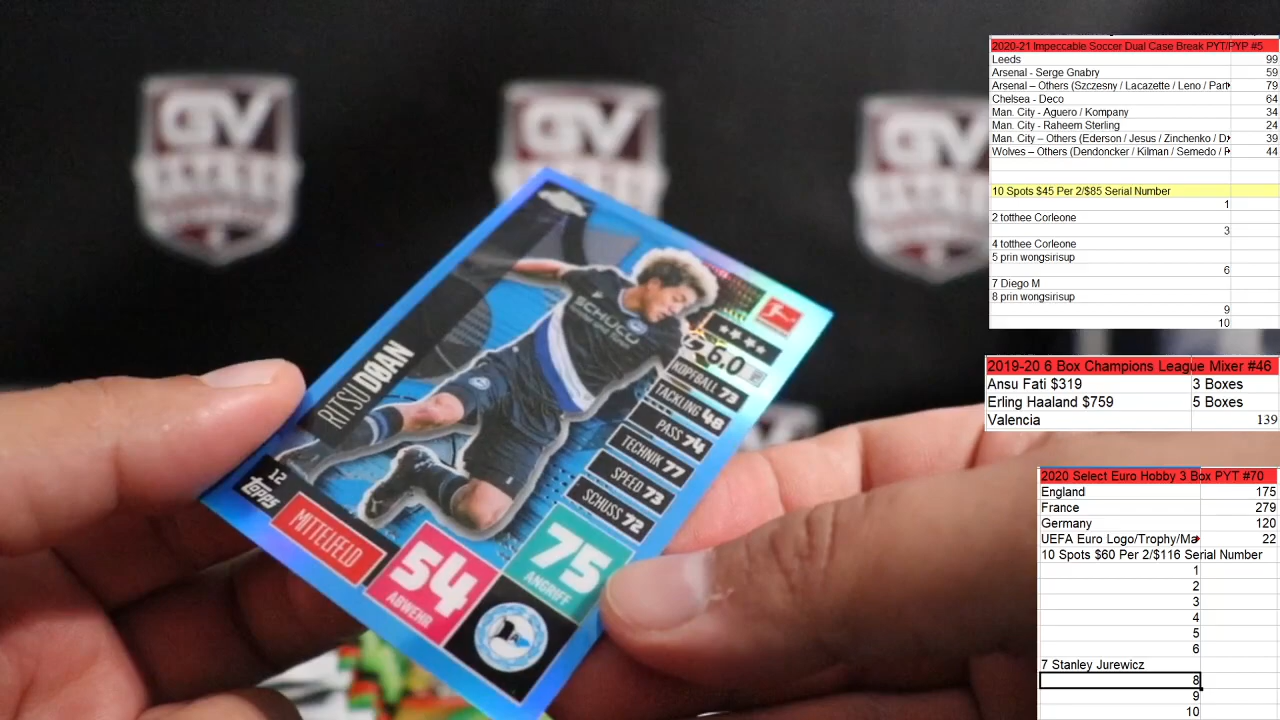 GV
GV
GV
RITSU DØAN
SCHÜCO
6.0
KOPFBALL 73
TACKLING 48
PASS 74
TECHNIK 77
SPEED 73
SCHUSS 72
12
TOPPS
MITTELFELD
54
ABWEHR
75
ANGRIFF
2020-21 Impeccable Soccer Dual Case Break PYT/PYP #5
Leeds 99
Arsenal - Serge Gnabry 59
Arsenal – Others (Szczesny / Lacazette / Leno / Part 79
Chelsea - Deco 64
Man. City - Aguero / Kompany 34
Man. City - Raheem Sterling 24
Man. City – Others (Ederson / Jesus / Zinchenko / D 39
Wolves – Others (Dendoncker / Kilman / Semedo / 44
10 Spots $45 Per 2/$85 Serial Number
1
2 totthee Corleone
3
4 totthee Corleone
5 prin wongsirisup
6
7 Diego M
8 prin wongsirisup
9
10
2019-20 6 Box Champions League Mixer #46
Ansu Fati $319 3 Boxes
Erling Haaland $759 5 Boxes
Valencia 139
2020 Select Euro Hobby 3 Box PYT #70
England 175
France 279
Germany 120
UEFA Euro Logo/Trophy/Ma 22
10 Spots $60 Per 2/$116 Serial Number
1
2
3
4
5
6
7 Stanley Jurewicz
8
9
10